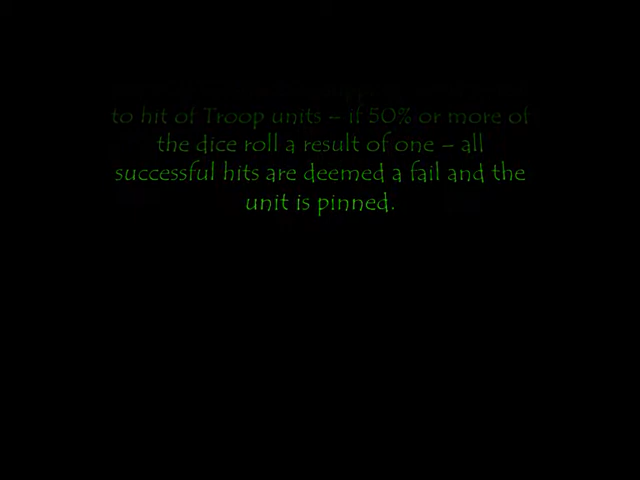 to hit of Troop units – if 50% or more of
the dice roll a result of one – all
successful hits are deemed a fail and the
unit is pinned.